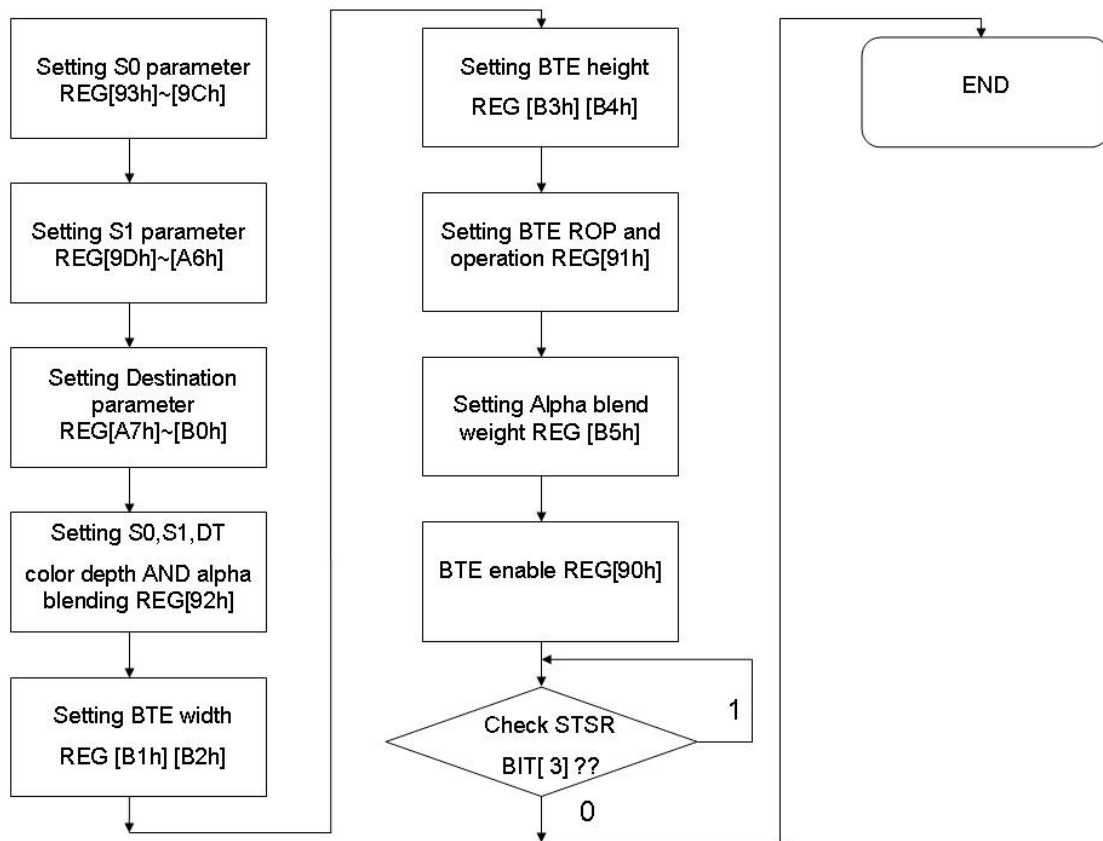 Setting S0 parameter
REG[93h]~[9Ch]
Setting S1 parameter
REG[9Dh]~[A6h]
Setting Destination
parameter
REG[A7h]~[B0h]
Setting S0,S1,DT
color depth AND alpha
blending REG[92h]
Setting BTE width
REG [B1h] [B2h]
Setting BTE height
REG [B3h] [B4h]
Setting BTE ROP and
operation REG[91h]
Setting Alpha blend
weight REG [B5h]
BTE enable REG[90h]
Check STSR
BIT[ 3] ??
1
0
END